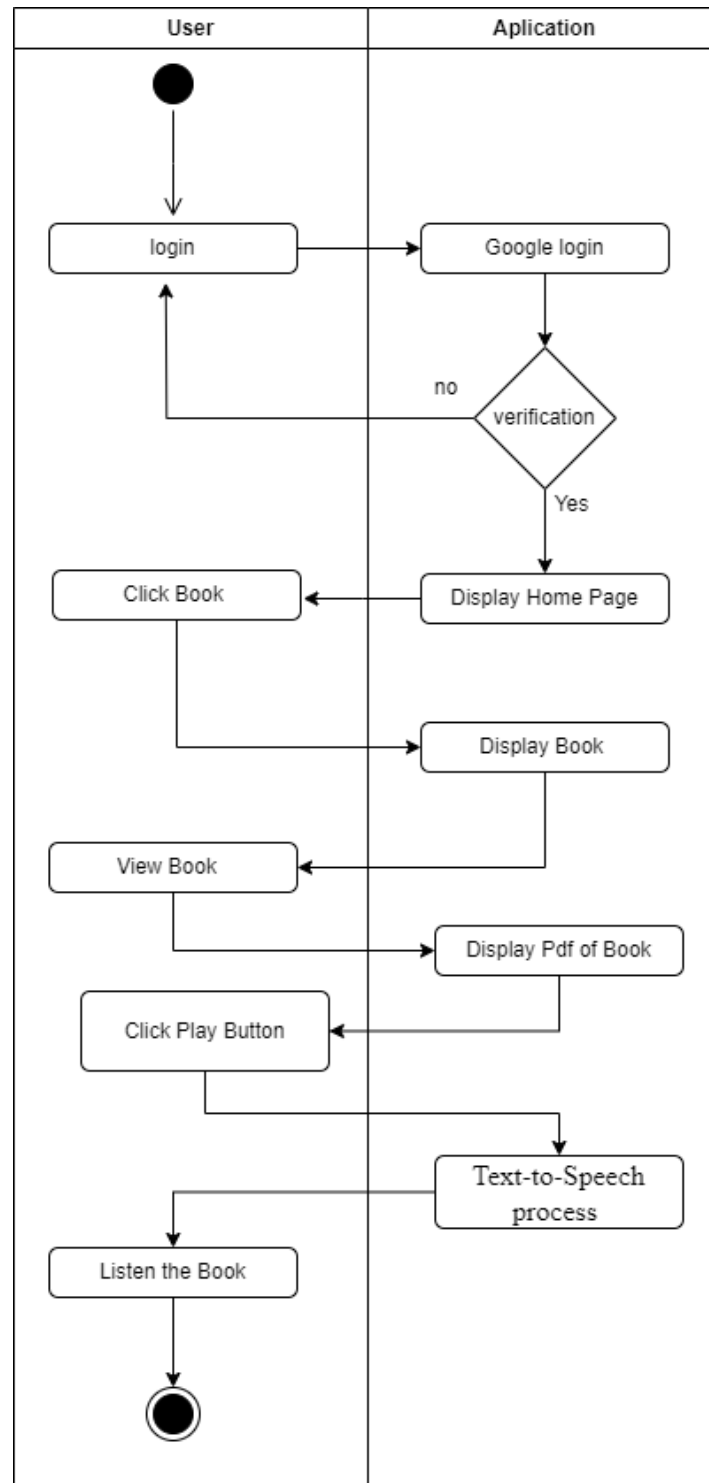 User
Aplication
login
Google login
no
verification
Yes
Click Book
Display Home Page
Display Book
View Book
Display Pdf of Book
Click Play Button
Text-to-Speech
process
Listen the Book